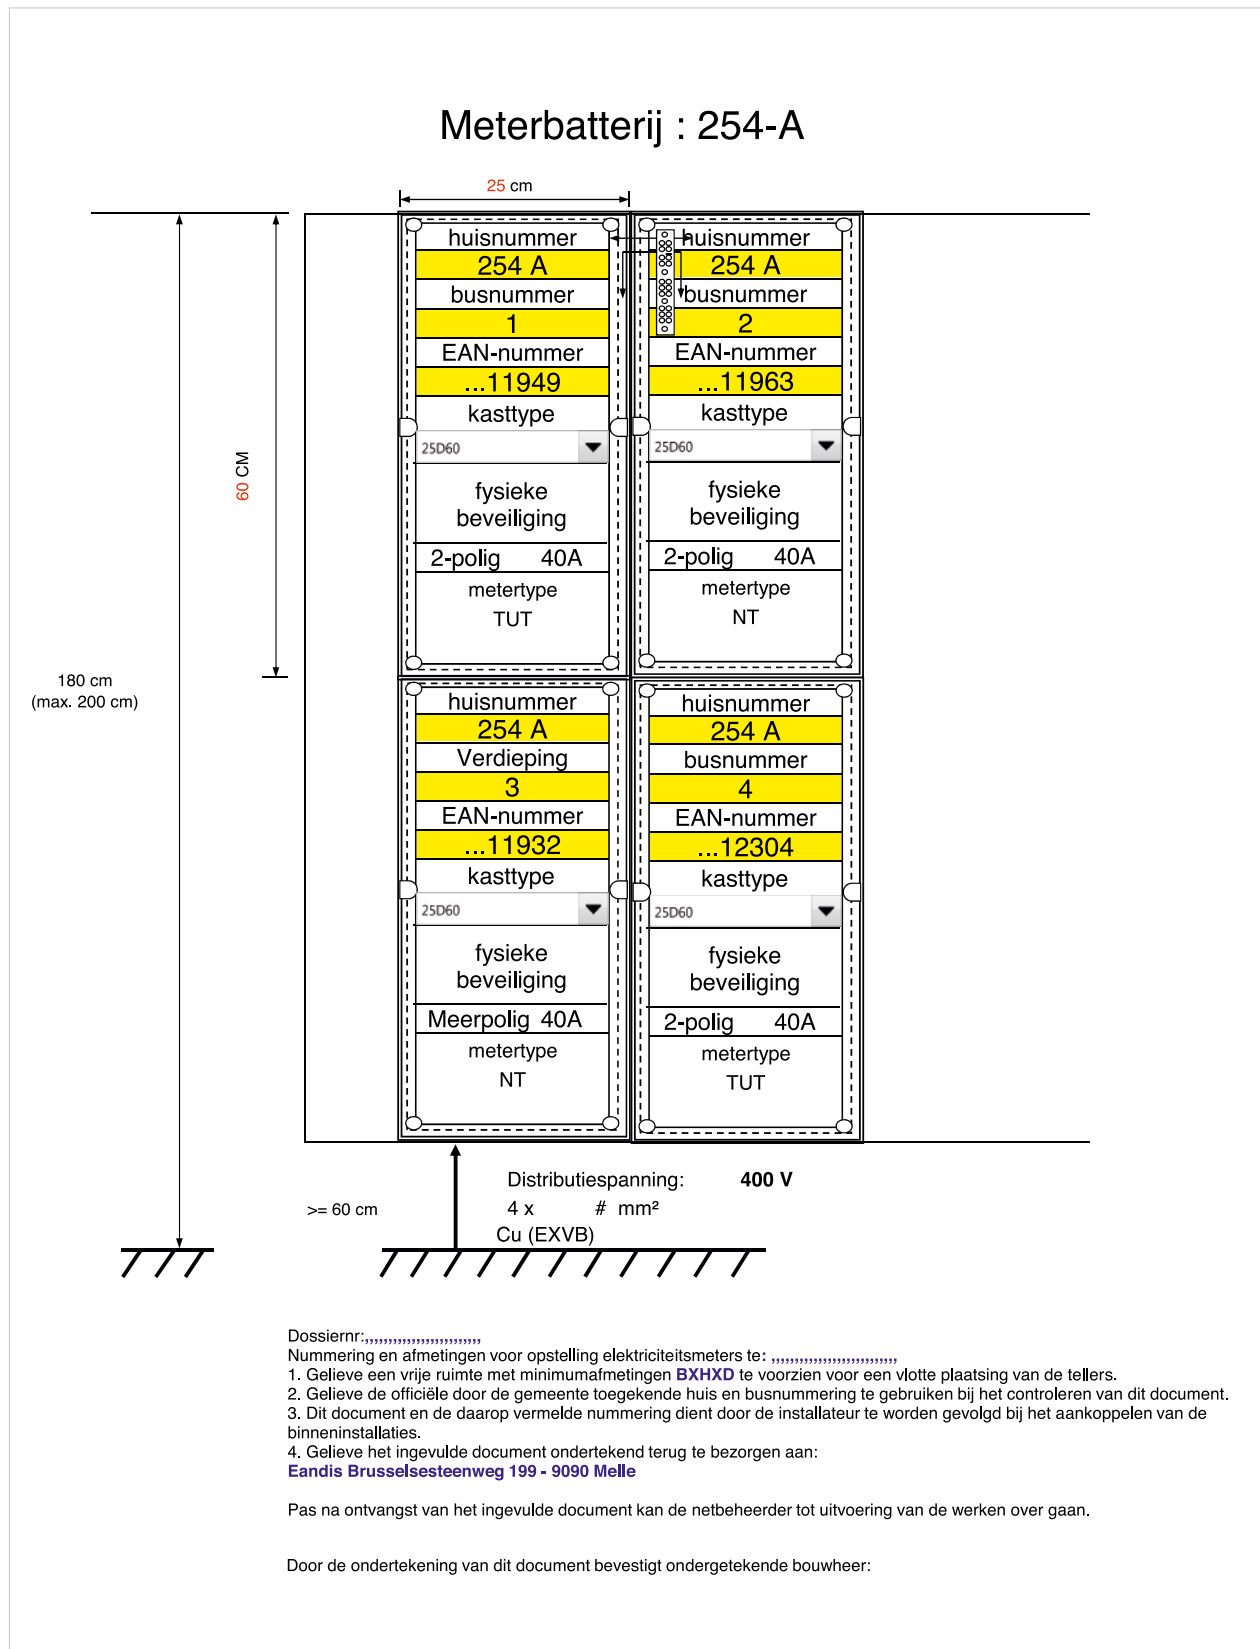 Meterbatterij : 254-A
25 cm
huisnummer
254 A
busnummer
1
EAN-nummer
...11949
kasttype
25D60
fysieke
beveiliging
2-polig 40A
metertype
TUT
huisnummer
254 A
busnummer
2
EAN-nummer
...11963
kasttype
25D60
fysieke
beveiliging
2-polig 40A
metertype
NT
60 CM
180 cm
(max. 200 cm)
huisnummer
254 A
Verdieping
3
EAN-nummer
...11932
kasttype
25D60
fysieke
beveiliging
Meerpolig 40A
metertype
NT
huisnummer
254 A
busnummer
4
EAN-nummer
...12304
kasttype
25D60
fysieke
beveiliging
2-polig 40A
metertype
TUT
>= 60 cm
Distributiespanning: 400 V
4 x # mm²
Cu (EXVB)
Dossiernr:,,,,,,,,,,,,,,,,,,,,,,,,,
Nummering en afmetingen voor opstelling elektriciteitsmeters te: ,,,,,,,,,,,,,,,,,,,,,,,,,,,
1. Gelieve een vrije ruimte met minimumafmetingen BXHXD te voorzien voor een vlotte plaatsing van de tellers.
2. Gelieve de officiële door de gemeente toegekende huis en busnummering te gebruiken bij het controleren van dit document.
3. Dit document en de daarop vermelde nummering dient door de installateur te worden gevolgd bij het aankoppelen van de
binneninstallaties.
4. Gelieve het ingevulde document ondertekend terug te bezorgen aan:
Eandis Brusselsesteenweg 199 - 9090 Melle
Pas na ontvangst van het ingevulde document kan de netbeheerder tot uitvoering van de werken over gaan.
Door de ondertekening van dit document bevestigt ondergetekende bouwheer: